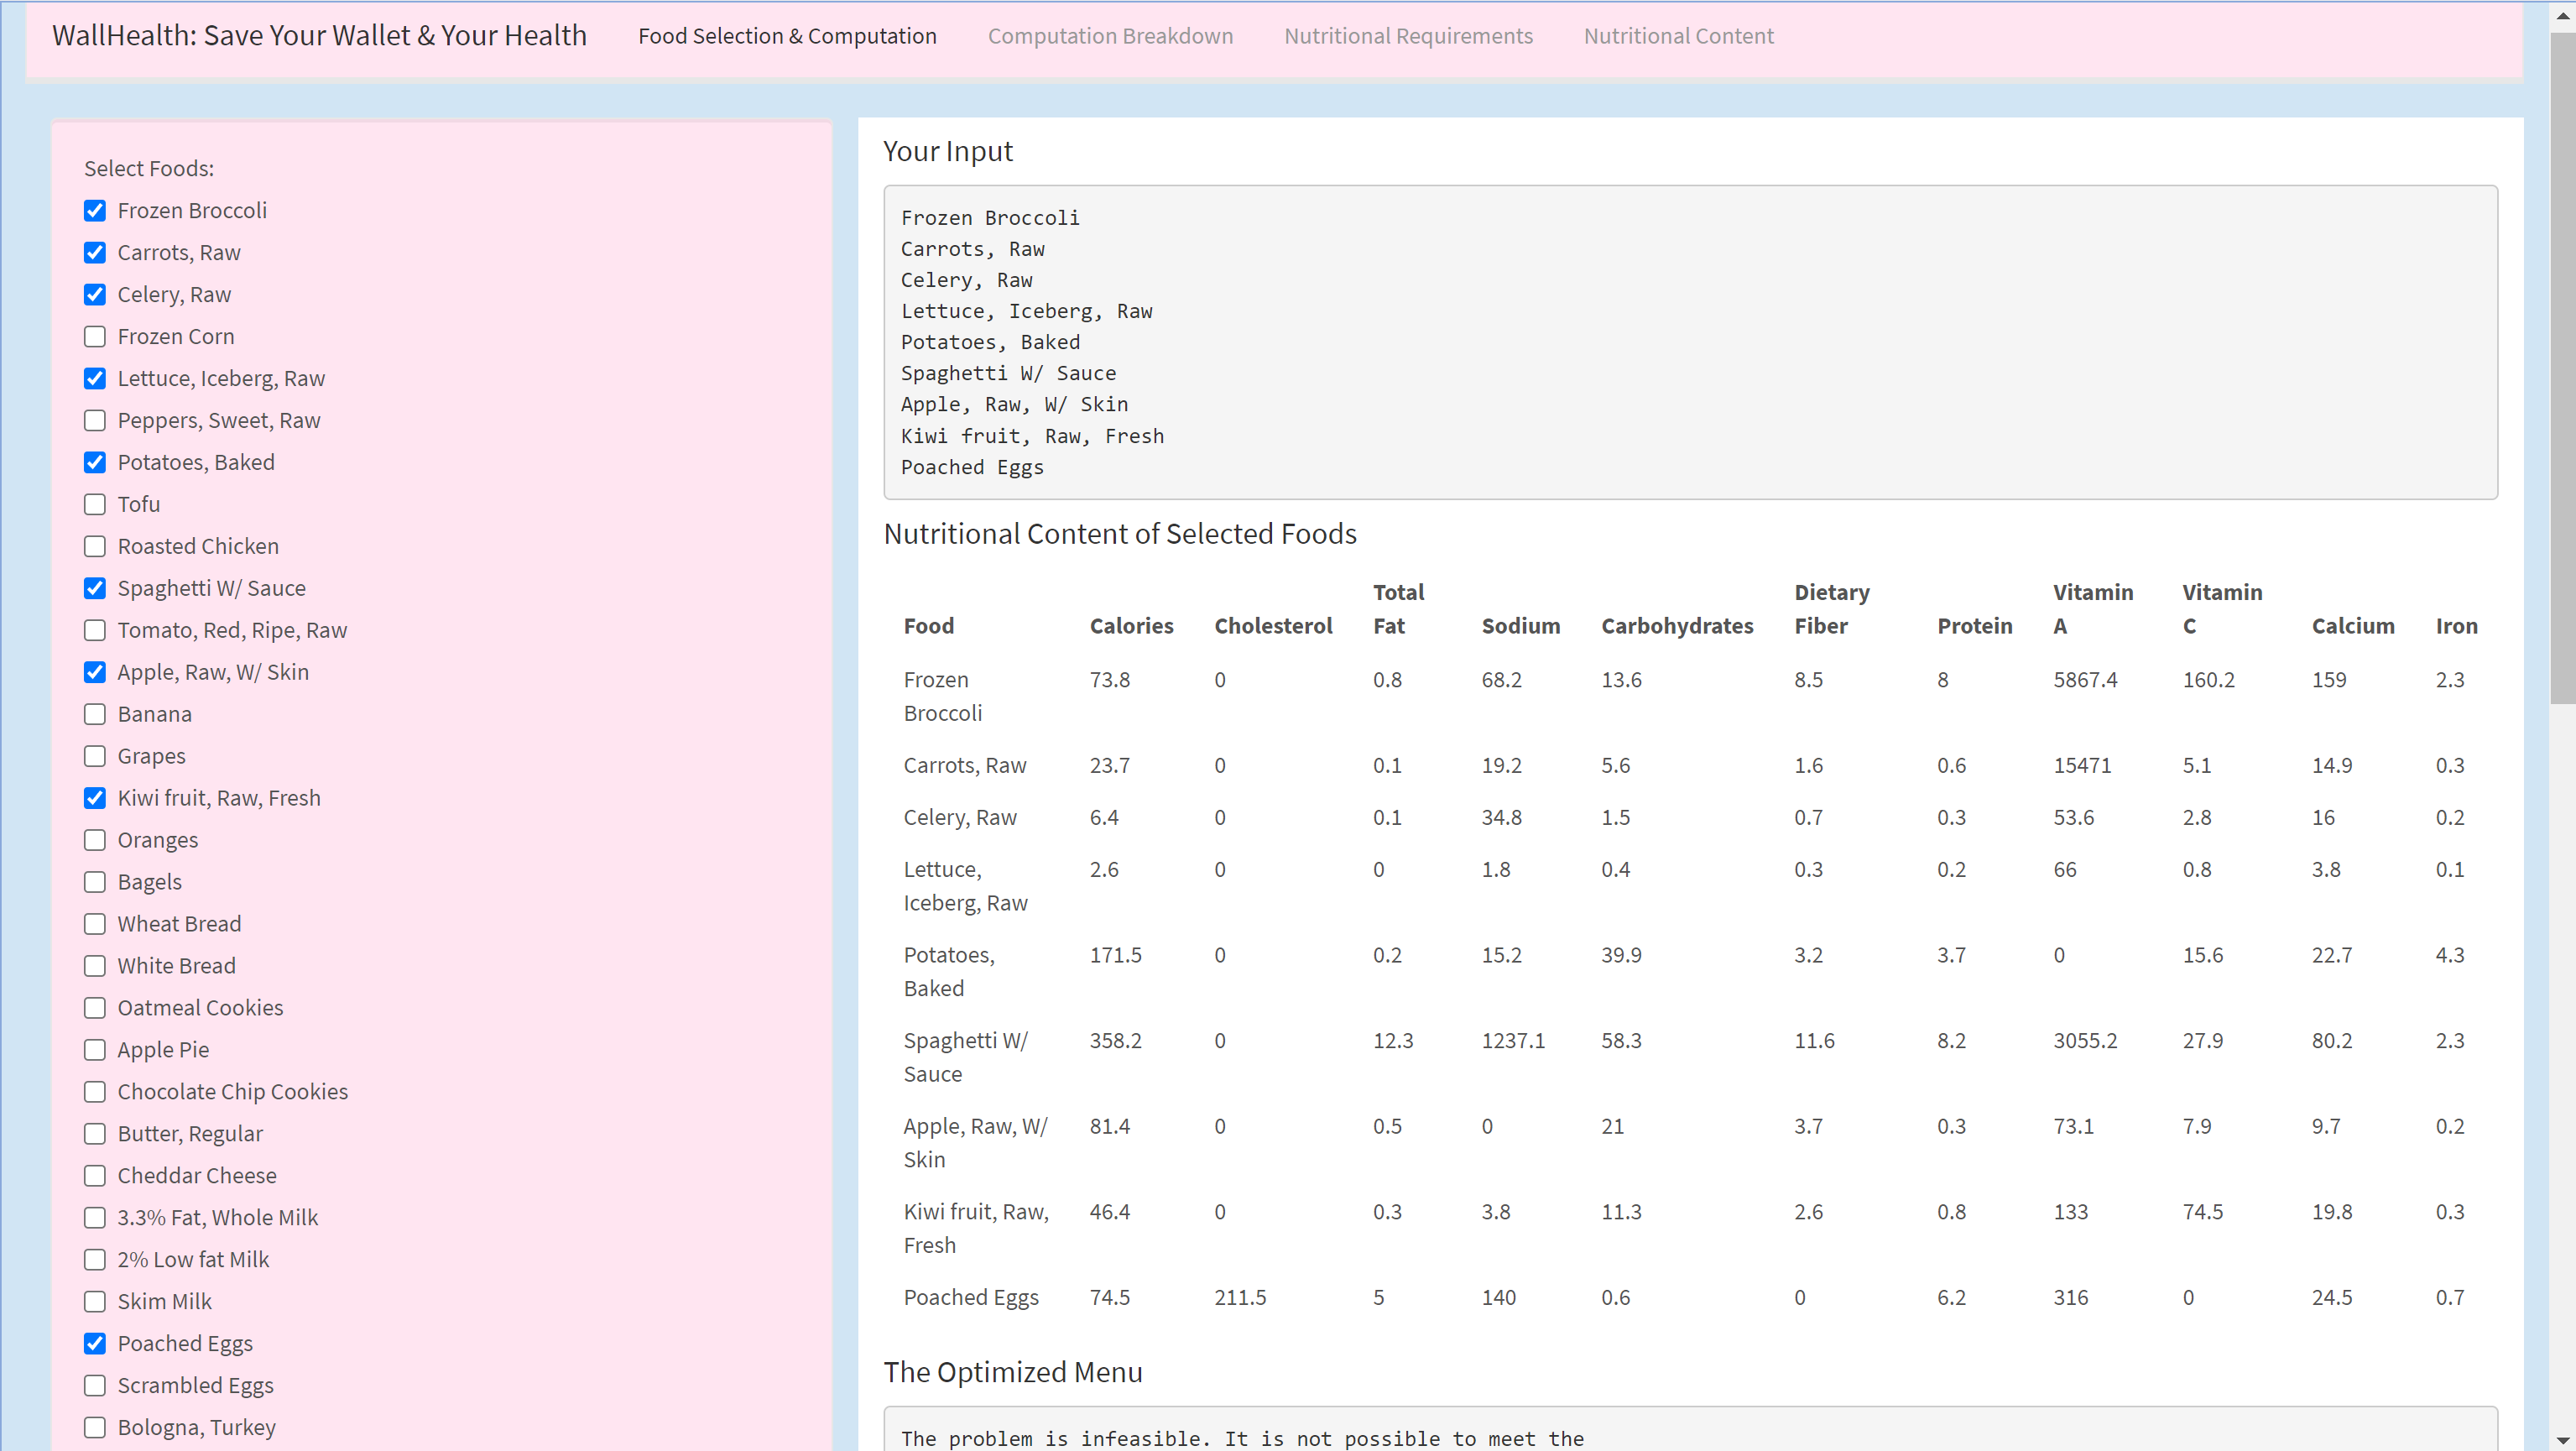 WallHealth: Save Your Wallet & Your Health Food Selection & Computation Computation Breakdown Nutritional Requirements Nutritional Content
Select Foods:
Frozen Broccoli
Carrots, Raw
Celery, Raw
Frozen Corn
Lettuce, Iceberg, Raw
Peppers, Sweet, Raw
Potatoes, Baked
Tofu
Roasted Chicken
Spaghetti W/ Sauce
Tomato, Red, Ripe, Raw
Apple, Raw, W/ Skin
Banana
Grapes
Kiwi fruit, Raw, Fresh
Oranges
Bagels
Wheat Bread
White Bread
Oatmeal Cookies
Apple Pie
Chocolate Chip Cookies
Butter, Regular
Cheddar Cheese
3.3% Fat, Whole Milk
2% Low fat Milk
Skim Milk
Poached Eggs
Scrambled Eggs
Bologna, Turkey
Your Input
Frozen Broccoli
Carrots, Raw
Celery, Raw
Lettuce, Iceberg, Raw
Potatoes, Baked
Spaghetti W/ Sauce
Apple, Raw, W/ Skin
Kiwi fruit, Raw, Fresh
Poached Eggs
Nutritional Content of Selected Foods
Total Dietary Vitamin Vitamin
Food Calories Cholesterol Fat Sodium Carbohydrates Fiber Protein A C Calcium Iron
Frozen 73.8 0 0.8 68.2 13.6 8.5 8 5867.4 160.2 159 2.3
Broccoli
Carrots, Raw 23.7 0 0.1 19.2 5.6 1.6 0.6 15471 5.1 14.9 0.3
Celery, Raw 6.4 0 0.1 34.8 1.5 0.7 0.3 53.6 2.8 16 0.2
Lettuce, 2.6 0 0 1.8 0.4 0.3 0.2 66 0.8 3.8 0.1
Iceberg, Raw
Potatoes, 171.5 0 0.2 15.2 39.9 3.2 3.7 0 15.6 22.7 4.3
Baked
Spaghetti W/ 358.2 0 12.3 1237.1 58.3 11.6 8.2 3055.2 27.9 80.2 2.3
Sauce
Apple, Raw, W/ 81.4 0 0.5 0 21 3.7 0.3 73.1 7.9 9.7 0.2
Skin
Kiwi fruit, Raw, 46.4 0 0.3 3.8 11.3 2.6 0.8 133 74.5 19.8 0.3
Fresh
Poached Eggs 74.5 211.5 5 140 0.6 0 6.2 316 0 24.5 0.7
The Optimized Menu
The problem is infeasible. It is not possible to meet the